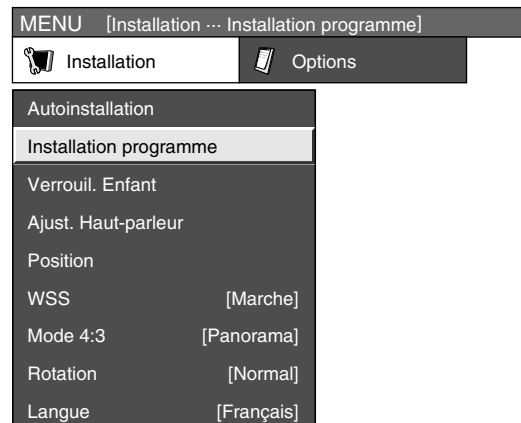 MENU [Installation ··· Installation programme]
Installation Options
Autoinstallation
Installation programme
Verrouil. Enfant
Ajust. Haut-parleur
Position
WSS [Marche]
Mode 4:3 [Panorama]
Rotation [Normal]
Langue [Français]